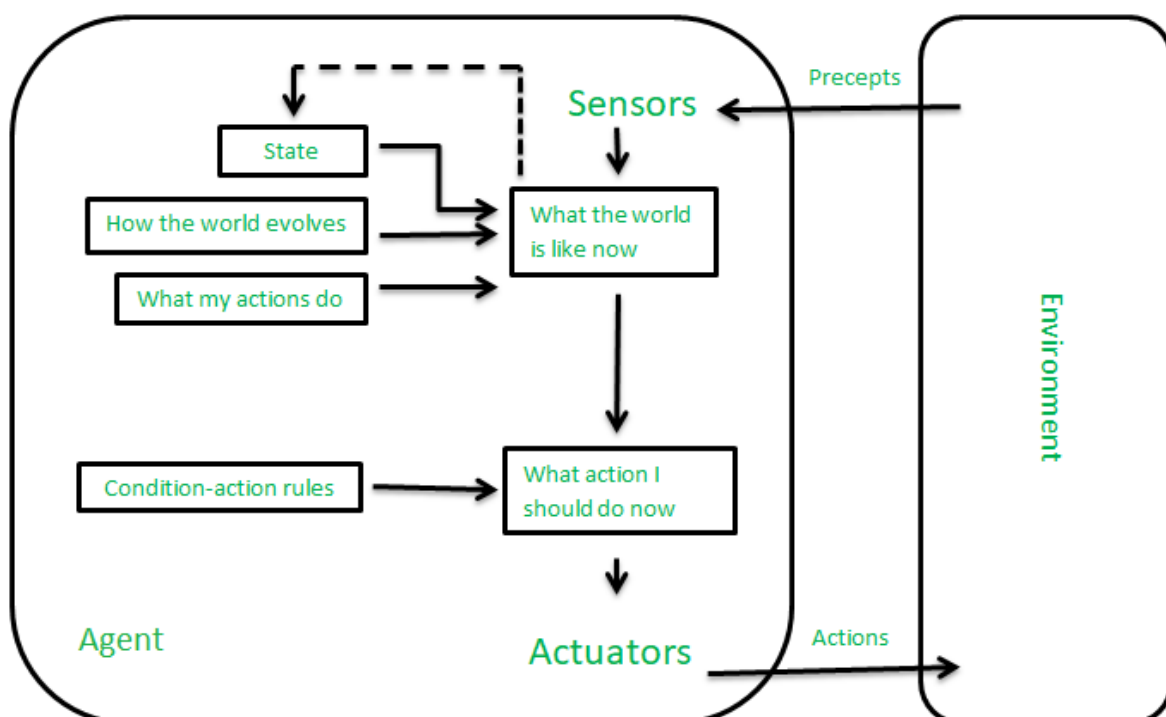 Precepts
Sensors
State
How the world evolves
What the world
is like now
What my actions do
Environment
Condition-action rules
What action I
should do now
Agent
Actuators
Actions